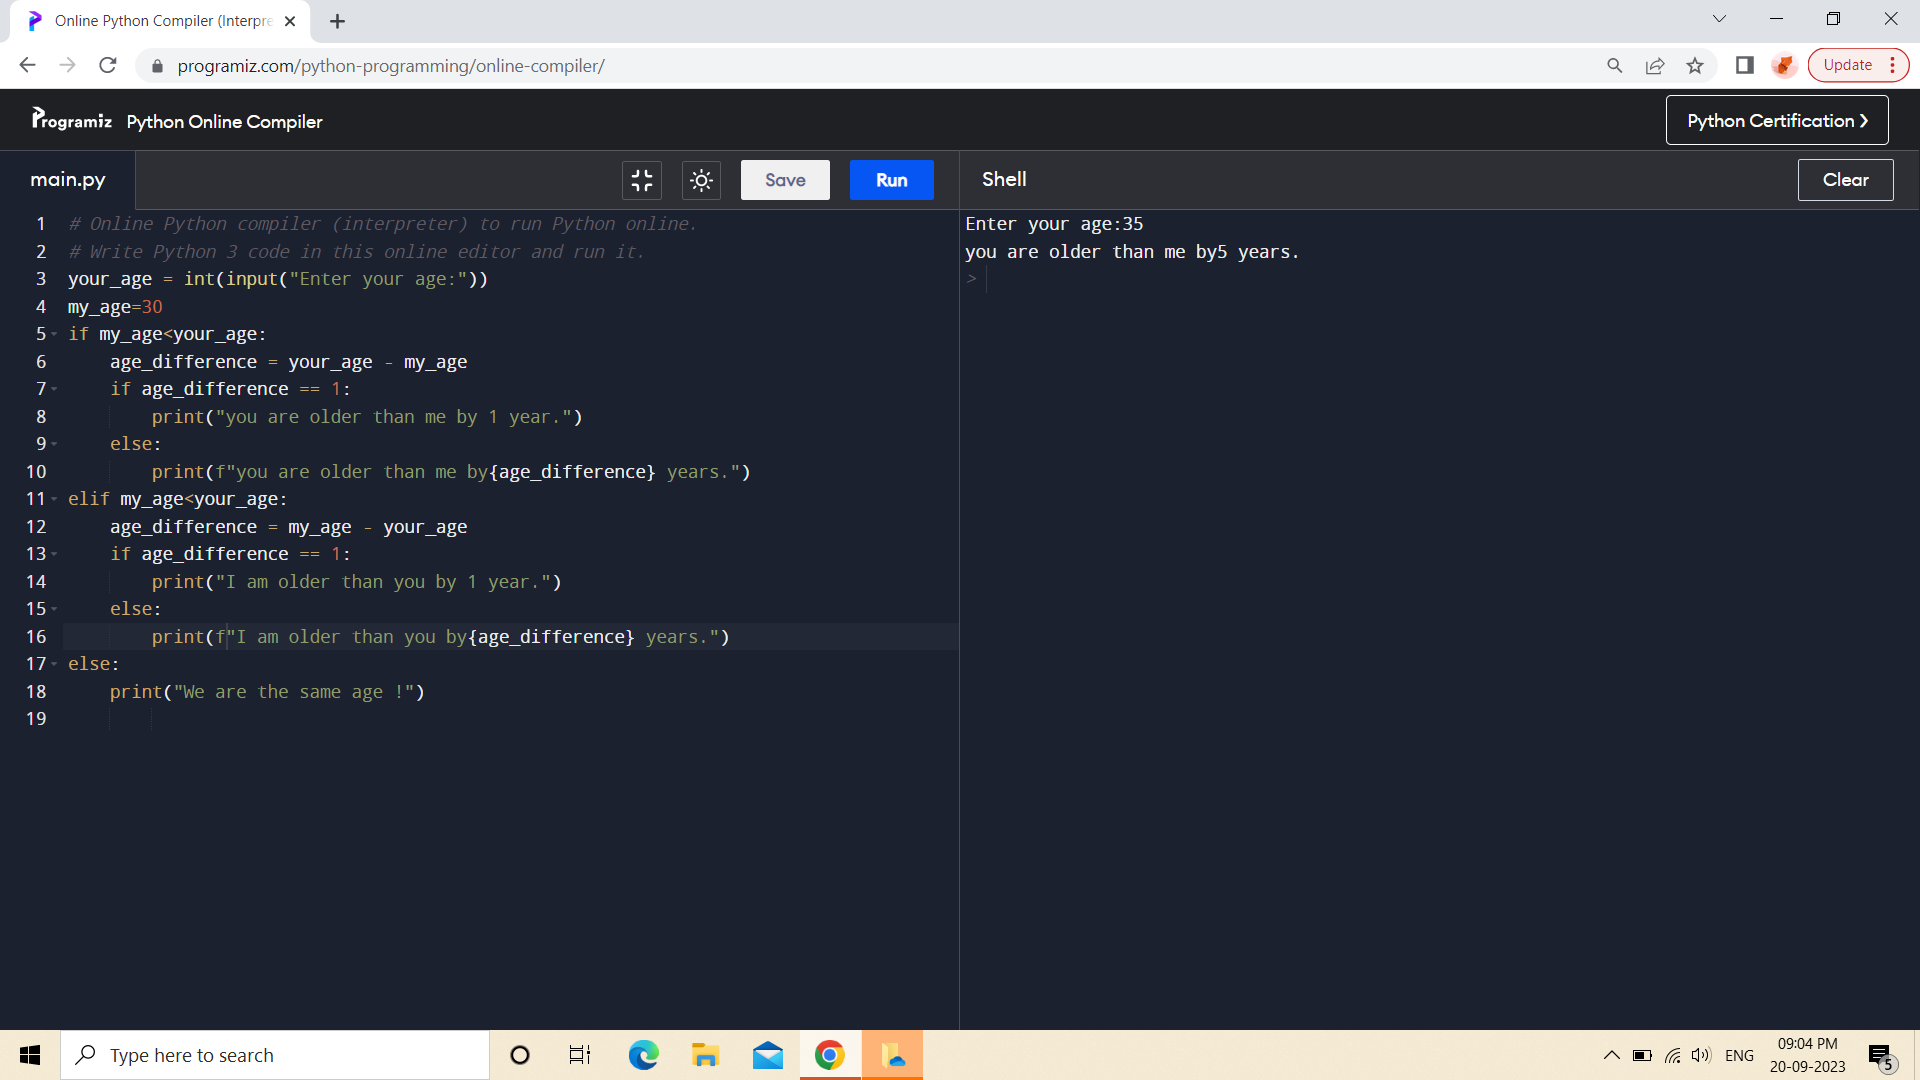 Online Python Compiler (Interpre
programiz.com/python-programming/online-compiler/
Update
Programiz Python Online Compiler
Python Certification
main.py
Save
Run
Shell
Clear
1 # Online Python compiler (interpreter) to run Python online.
2 # Write Python 3 code in this online editor and run it.
3 your_age = int(input("Enter your age:"))
4 my_age=30
5 if my_age<your_age:
6     age_difference = your_age - my_age
7     if age_difference == 1:
8         print("you are older than me by 1 year.")
9     else:
10         print(f"you are older than me by{age_difference} years.")
11 elif my_age<your_age:
12     age_difference = my_age - your_age
13     if age_difference == 1:
14         print("I am older than you by 1 year.")
15     else:
16         print(f"I am older than you by{age_difference} years.")
17 else:
18     print("We are the same age !")
19
Enter your age:35
you are older than me by5 years.
>
Type here to search
ENG
09:04 PM
20-09-2023
5